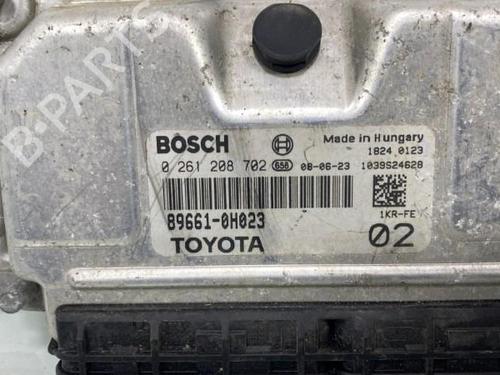 B-PARTS
BOSCH
Made in Hungary
1824 0123
0 261 208 702 656 08-06-23 1039S24628
89661-0H023
1KR-FE
TOYOTA
02